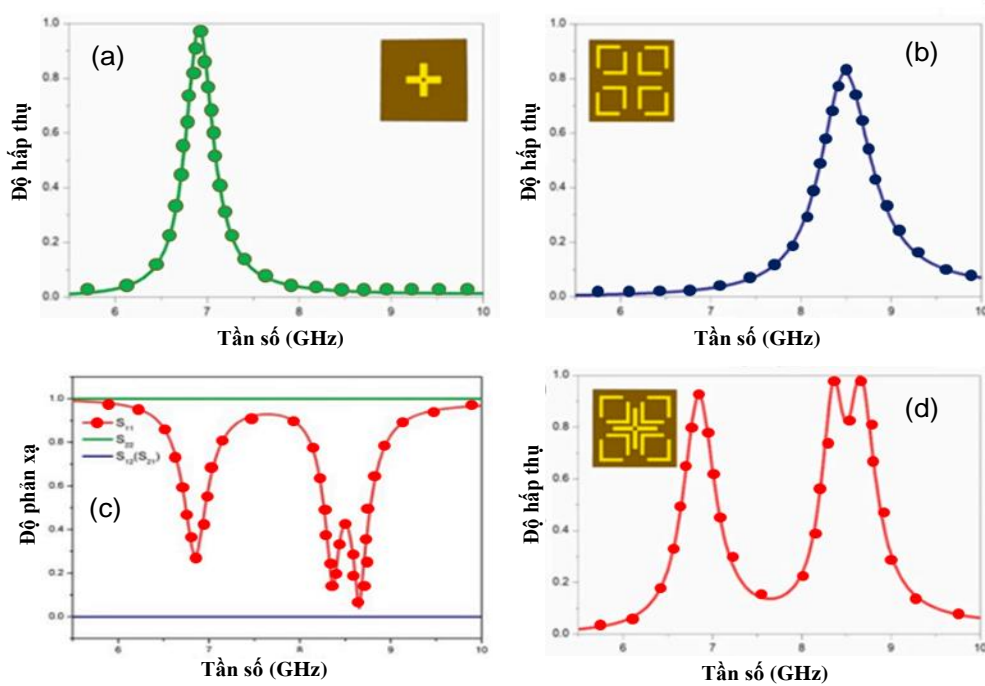 (a)
Độ hấp thụ
1.0
0.8
0.6
0.4
0.2
0.0
6 7 8 9 10
Tần số (GHz)
(b)
Độ hấp thụ
1.0
0.8
0.6
0.4
0.2
0.0
6 7 8 9 10
Tần số (GHz)
(c)
Độ phản xạ
1.0
0.8
0.6
0.4
0.2
0.0
S11
S22
S12(S21)
6 7 8 9 10
Tần số (GHz)
(d)
Độ hấp thụ
1.0
0.8
0.6
0.4
0.2
0.0
6 7 8 9 10
Tần số (GHz)